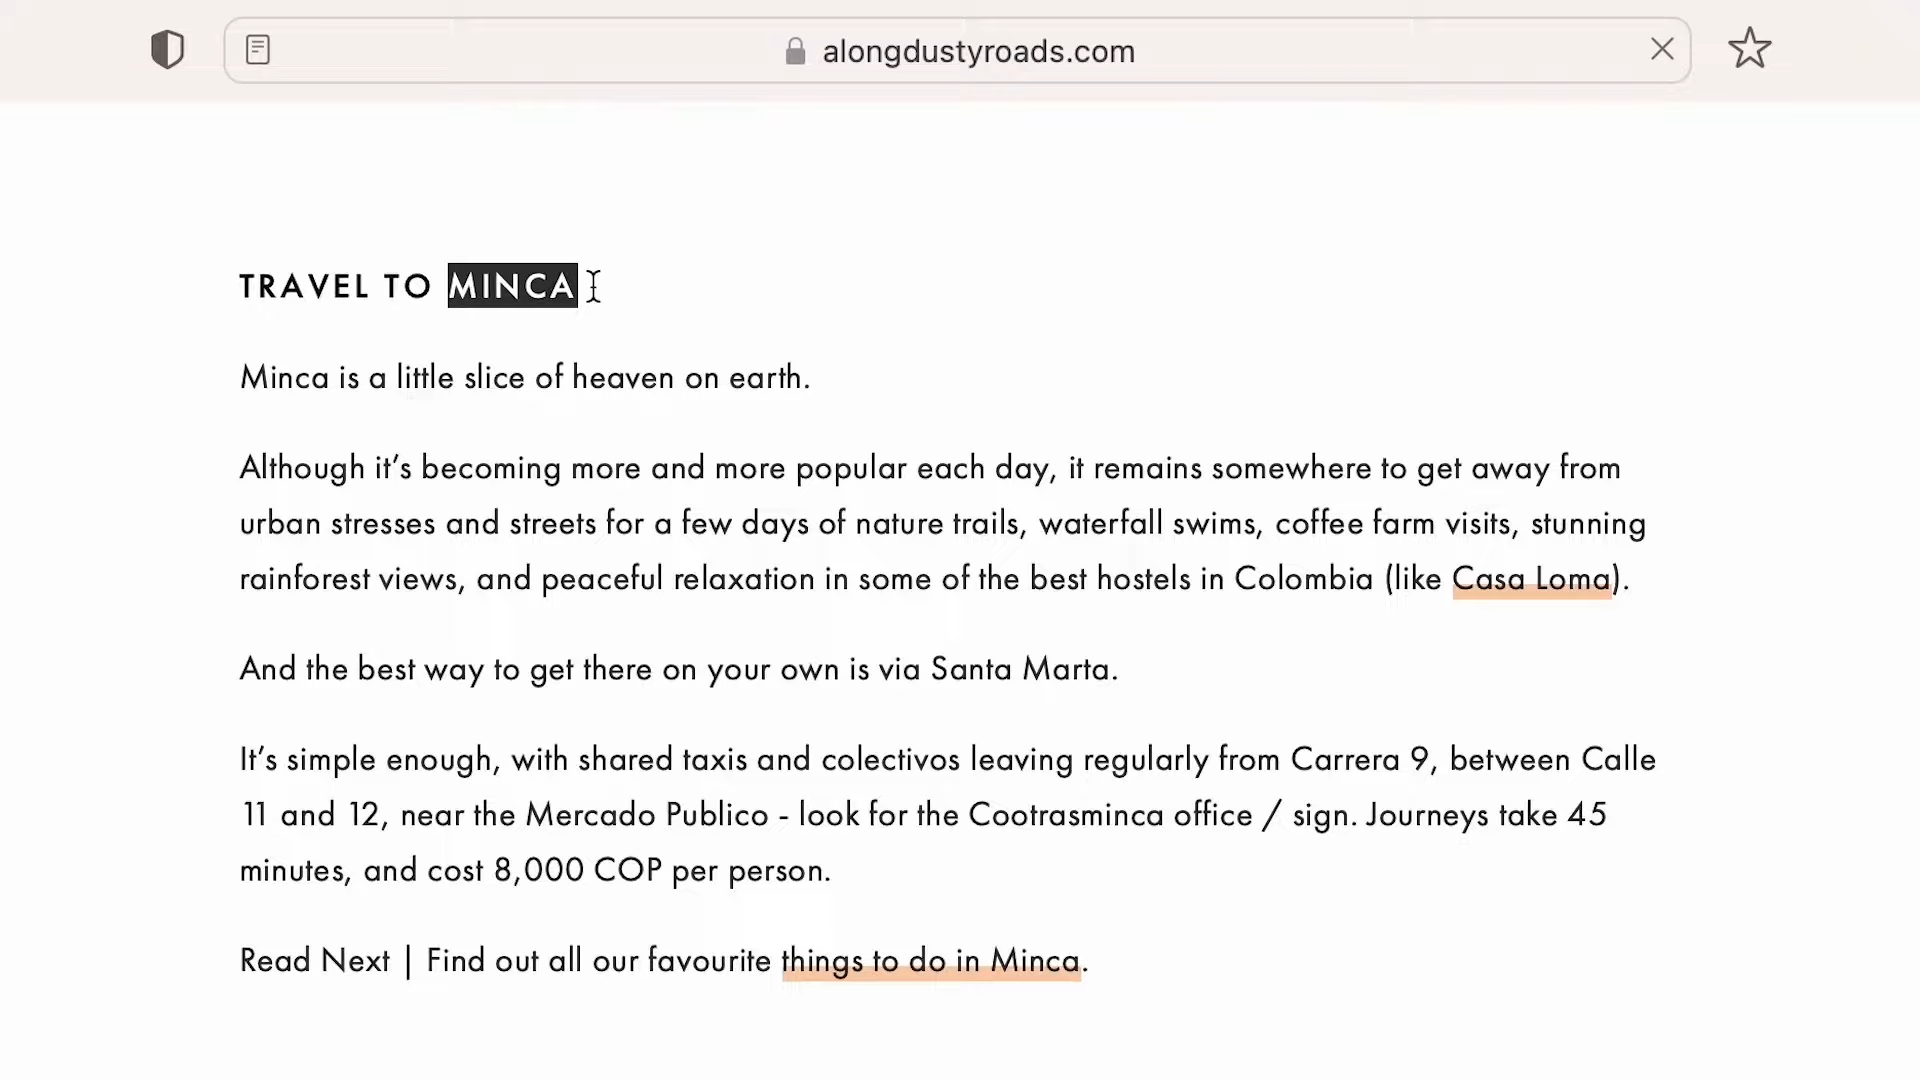 alongdustyroads.com
TRAVEL TO MINCA
Minca is a little slice of heaven on earth.
Although it’s becoming more and more popular each day, it remains somewhere to get away from
urban stresses and streets for a few days of nature trails, waterfall swims, coffee farm visits, stunning
rainforest views, and peaceful relaxation in some of the best hostels in Colombia (like Casa Loma).
And the best way to get there on your own is via Santa Marta.
It’s simple enough, with shared taxis and colectivos leaving regularly from Carrera 9, between Calle
11 and 12, near the Mercado Publico - look for the Cootrasminca office / sign. Journeys take 45
minutes, and cost 8,000 COP per person.
Read Next | Find out all our favourite things to do in Minca.